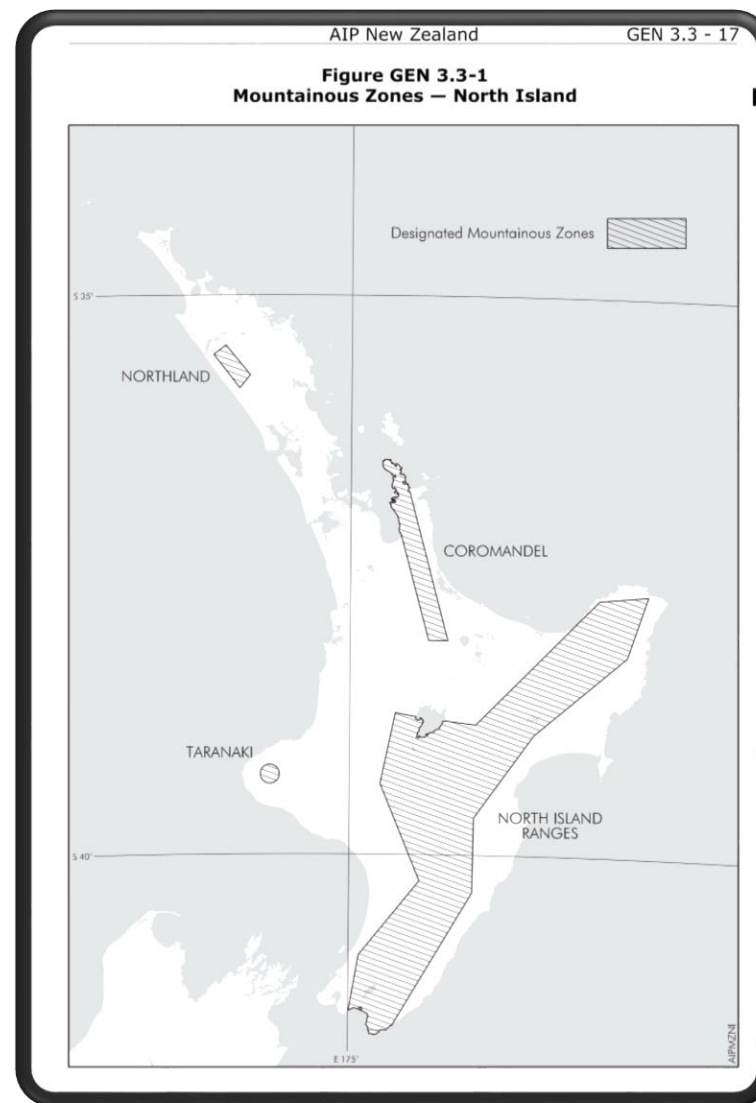 AIP New Zealand GEN 3.3 - 17
Figure GEN 3.3-1
Mountainous Zones — North Island
Designated Mountainous Zones
S 35°
NORTHLAND
COROMANDEL
TARANAKI
NORTH ISLAND
RANGES
S 40°
E 175°
AIPMZNI